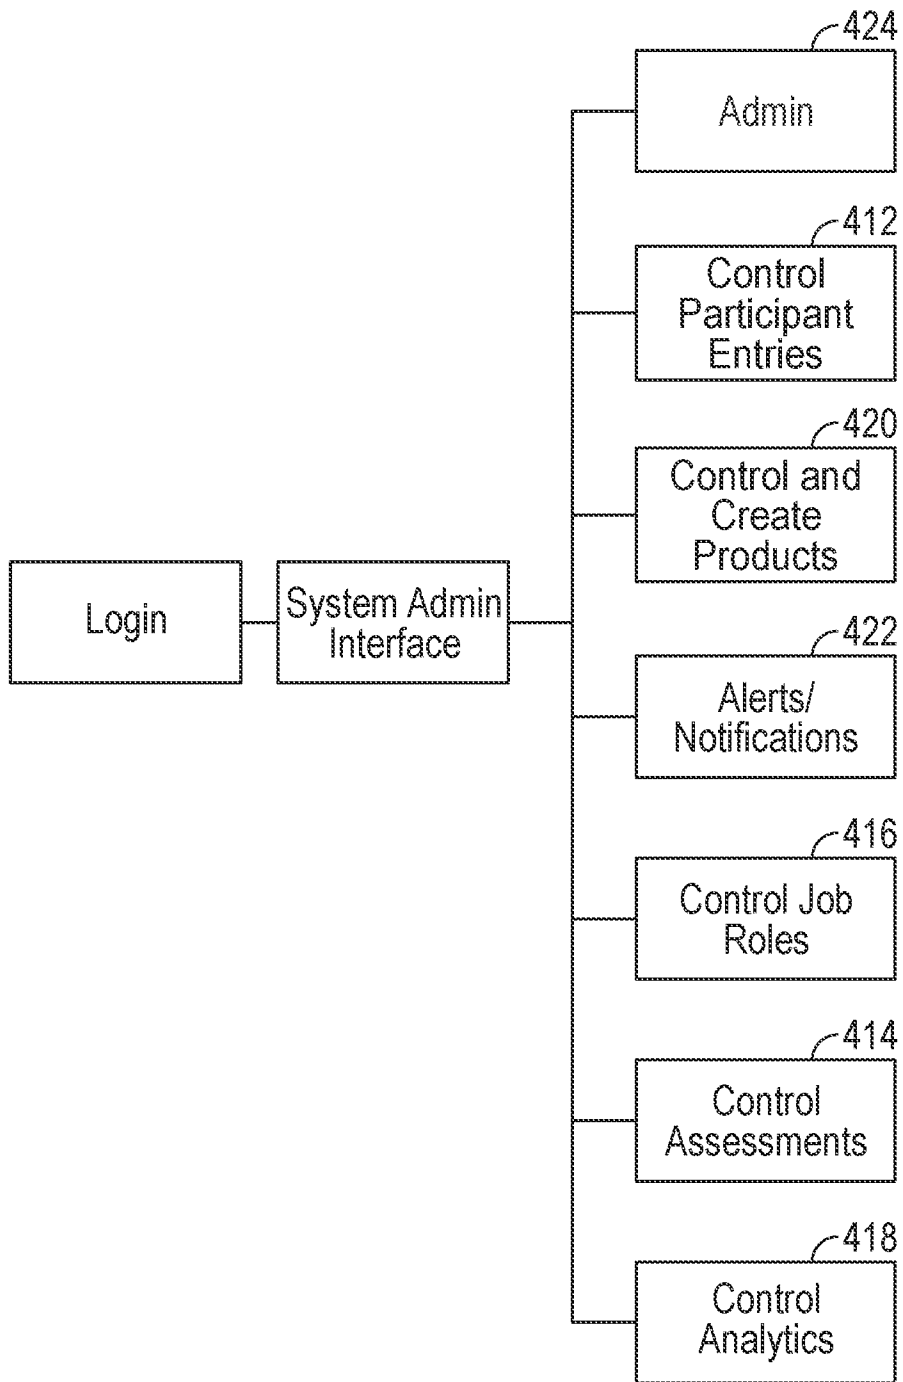 424
Admin
412
Control
Participant
Entries
420
Control and
Create
Products
Login
System Admin
Interface
422
Alerts/
Notifications
416
Control Job
Roles
414
Control
Assessments
418
Control
Analytics